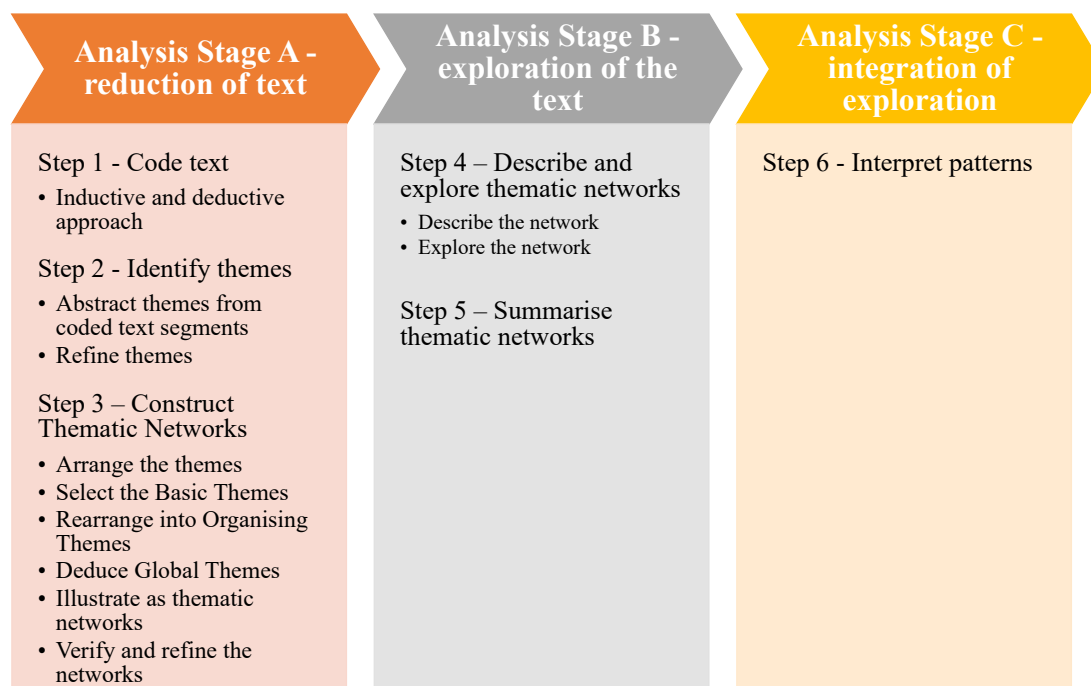 Analysis Stage A -
reduction of text
Step 1 - Code text
• Inductive and deductive
approach
Step 2 - Identify themes
• Abstract themes from
coded text segments
• Refine themes
Step 3 – Construct
Thematic Networks
• Arrange the themes
• Select the Basic Themes
• Rearrange into Organising
Themes
• Deduce Global Themes
• Illustrate as thematic
networks
• Verify and refine the
networks
Analysis Stage B -
exploration of the
text
Step 4 – Describe and
explore thematic networks
• Describe the network
• Explore the network
Step 5 – Summarise
thematic networks
Analysis Stage C -
integration of
exploration
Step 6 - Interpret patterns